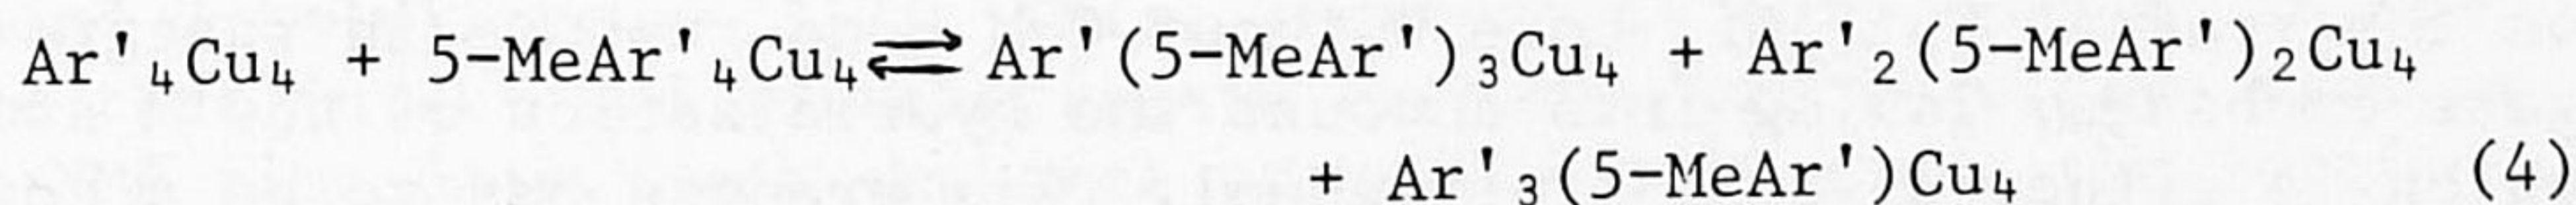 Ar'₄Cu₄ + 5-MeAr'₄Cu₄⇌Ar'(5-MeAr')₃Cu₄ + Ar'₂(5-MeAr')₂Cu₄
+ Ar'₃(5-MeAr')Cu₄ (4)